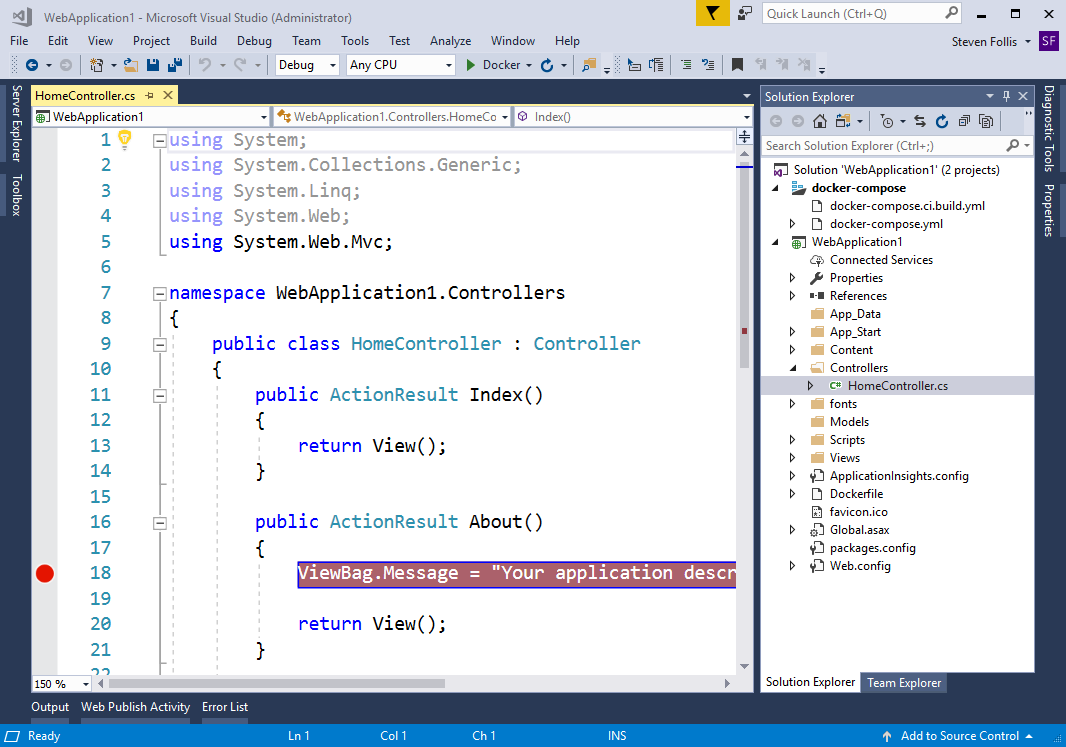 WebApplication1 - Microsoft Visual Studio (Administrator)
Quick Launch (Ctrl+Q)
File Edit View Project Build Debug Team Tools Test Analyze Window Help
Steven Follis SF
Debug Any CPU Docker
Server Explorer
Toolbox
HomeController.cs
WebApplication1 WebApplication1.Controllers.HomeCo Index()
1 using System;
2 using System.Collections.Generic;
3 using System.Linq;
4 using System.Web;
5 using System.Web.Mvc;
6
7 namespace WebApplication1.Controllers
8 {
9 public class HomeController : Controller
10 {
11 public ActionResult Index()
12 {
13 return View();
14 }
15
16 public ActionResult About()
17 {
18 ViewBag.Message = "Your application descr
19
20 return View();
21 }
22
150 %
Solution Explorer
Search Solution Explorer (Ctrl+;)
Solution 'WebApplication1' (2 projects)
docker-compose
docker-compose.ci.build.yml
docker-compose.yml
WebApplication1
Connected Services
Properties
References
App_Data
App_Start
Content
Controllers
C# HomeController.cs
fonts
Models
Scripts
Views
ApplicationInsights.config
Dockerfile
favicon.ico
Global.asax
packages.config
Web.config
Solution Explorer Team Explorer
Diagnostic Tools
Properties
Output Web Publish Activity Error List
Ready Ln 1 Col 1 Ch 1 INS Add to Source Control